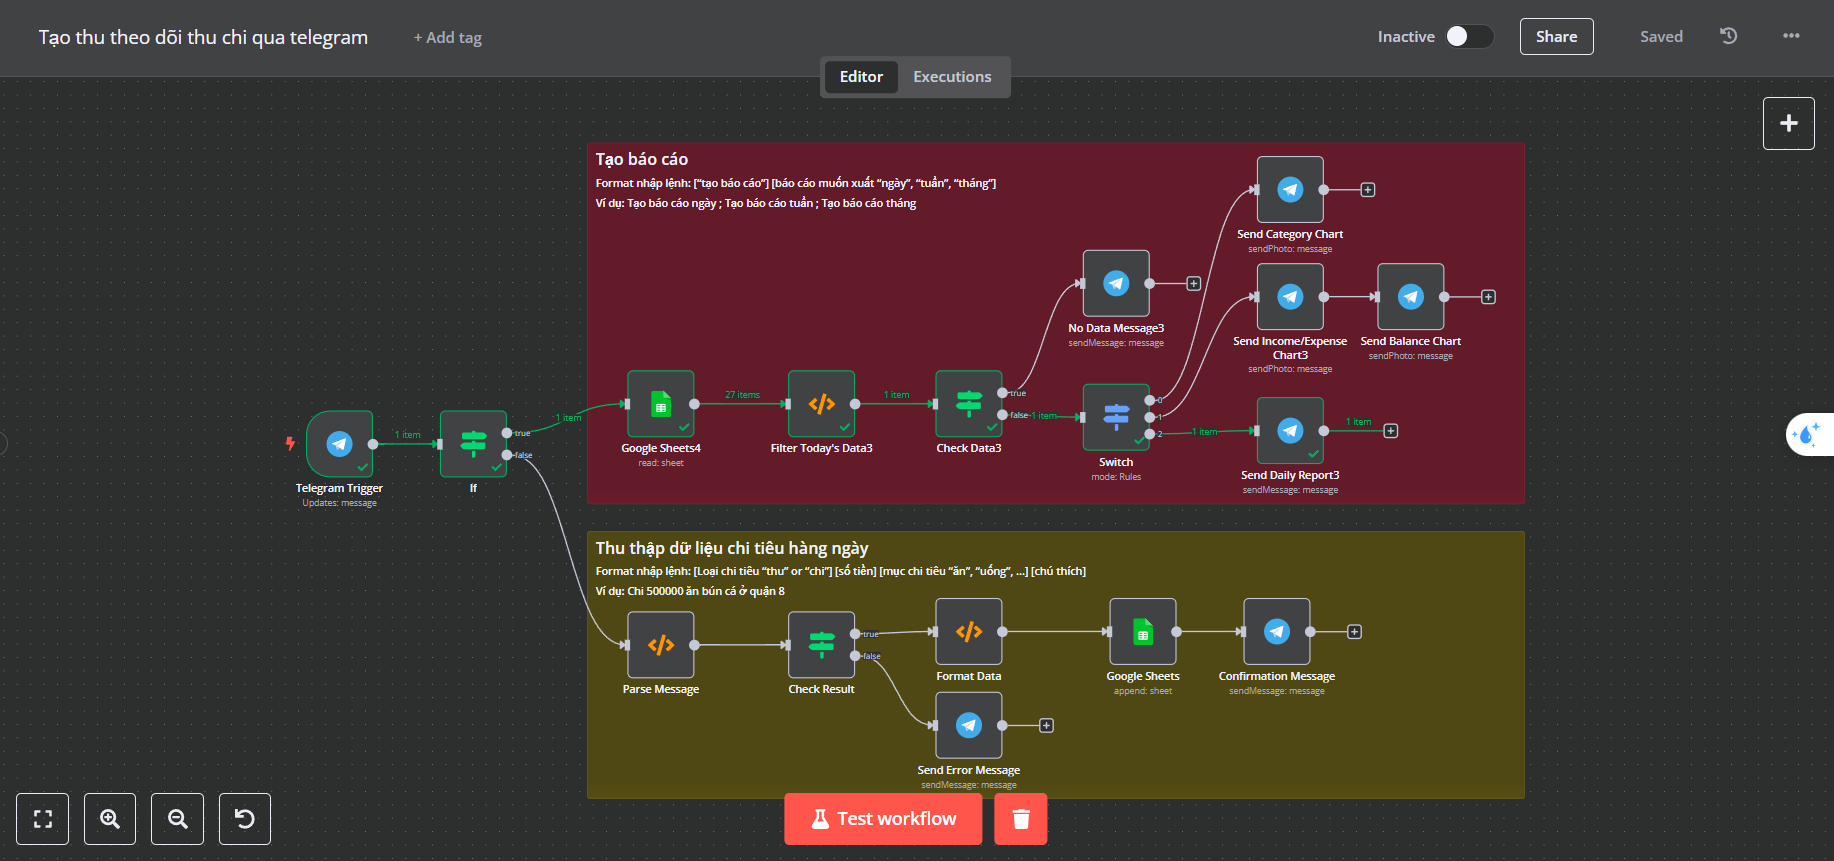 Tạo thu theo dõi thu chi qua telegram
+ Add tag
Inactive
Share
Saved
Editor
Executions
Tạo báo cáo
Format nhập lệnh: [“tạo báo cáo”] [báo cáo muốn xuất “ngày”, “tuần”, “tháng”]
Ví dụ: Tạo báo cáo ngày ; Tạo báo cáo tuần ; Tạo báo cáo tháng
Send Category Chart
sendPhoto: message
No Data Message3
sendMessage: message
Send Income/Expense
Chart3
sendPhoto: message
Send Balance Chart
sendPhoto: message
1 item
true
false
1 item
Telegram Trigger
Updates: message
If
27 items
1 item
true
false
1 item
0
1
2
1 item
1 item
Google Sheets4
read: sheet
Filter Today's Data3
Check Data3
Switch
mode: Rules
Send Daily Report3
sendMessage: message
Thu thập dữ liệu chi tiêu hàng ngày
Format nhập lệnh: [Loại chi tiêu “thu” or “chi”] [số tiền] [mục chi tiêu “ăn”, “uống”, ...] [chú thích]
Ví dụ: Chi 500000 ăn bún cá ở quận 8
true
false
Parse Message
Check Result
Format Data
Google Sheets
append: sheet
Confirmation Message
sendMessage: message
Send Error Message
sendMessage: message
Test workflow